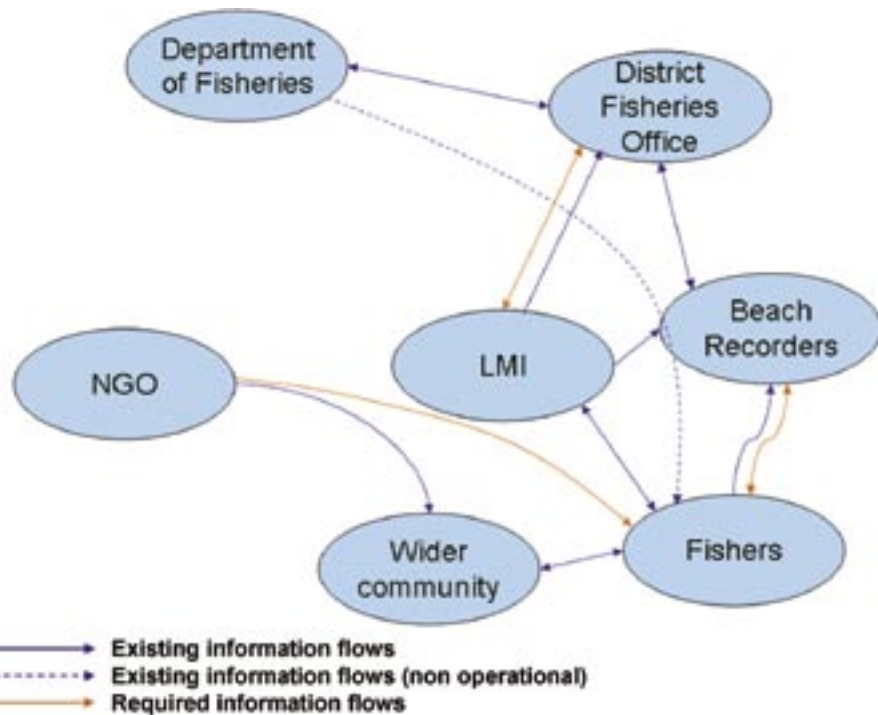 Department
of Fisheries
District
Fisheries
Office
Beach
Recorders
LMI
NGO
Wider
community
Fishers
Existing information flows
Existing information flows (non operational)
Required information flows